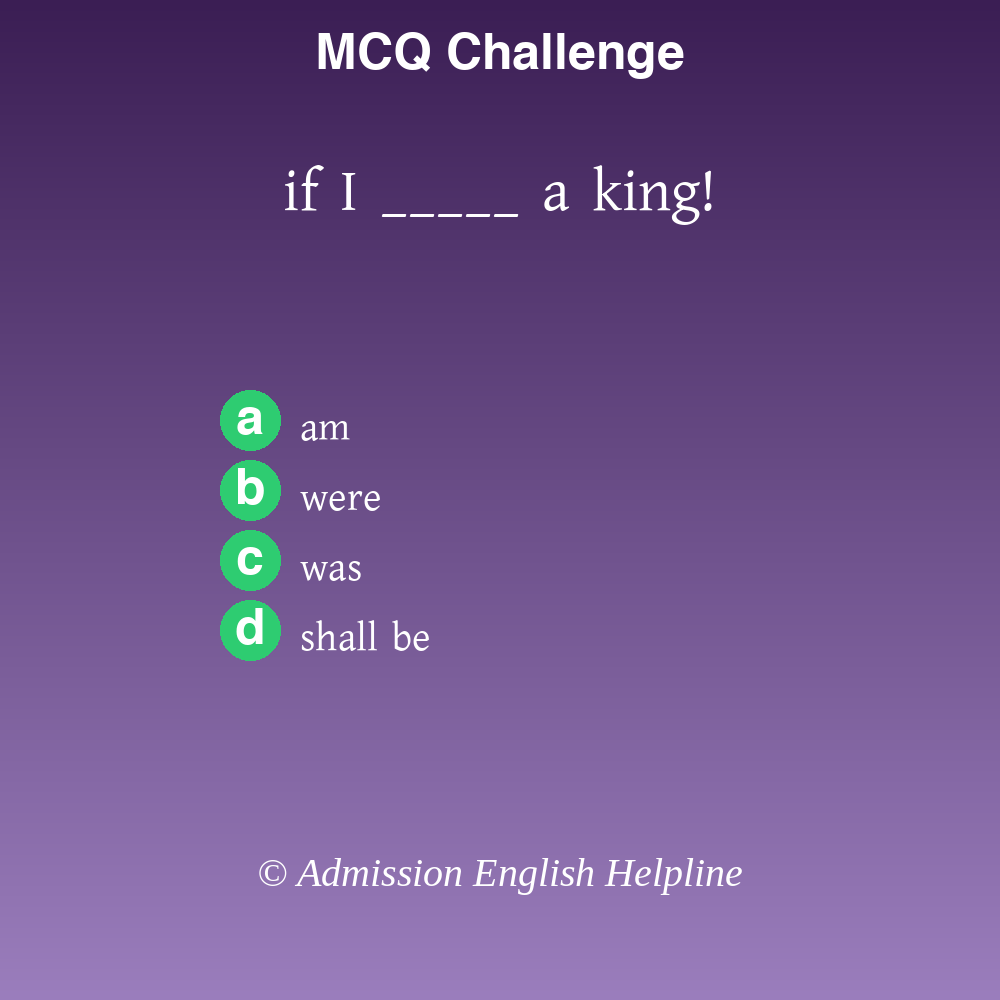 MCQ Challenge
if I _____ a king!
a am
b were
c was
d shall be
© Admission English Helpline